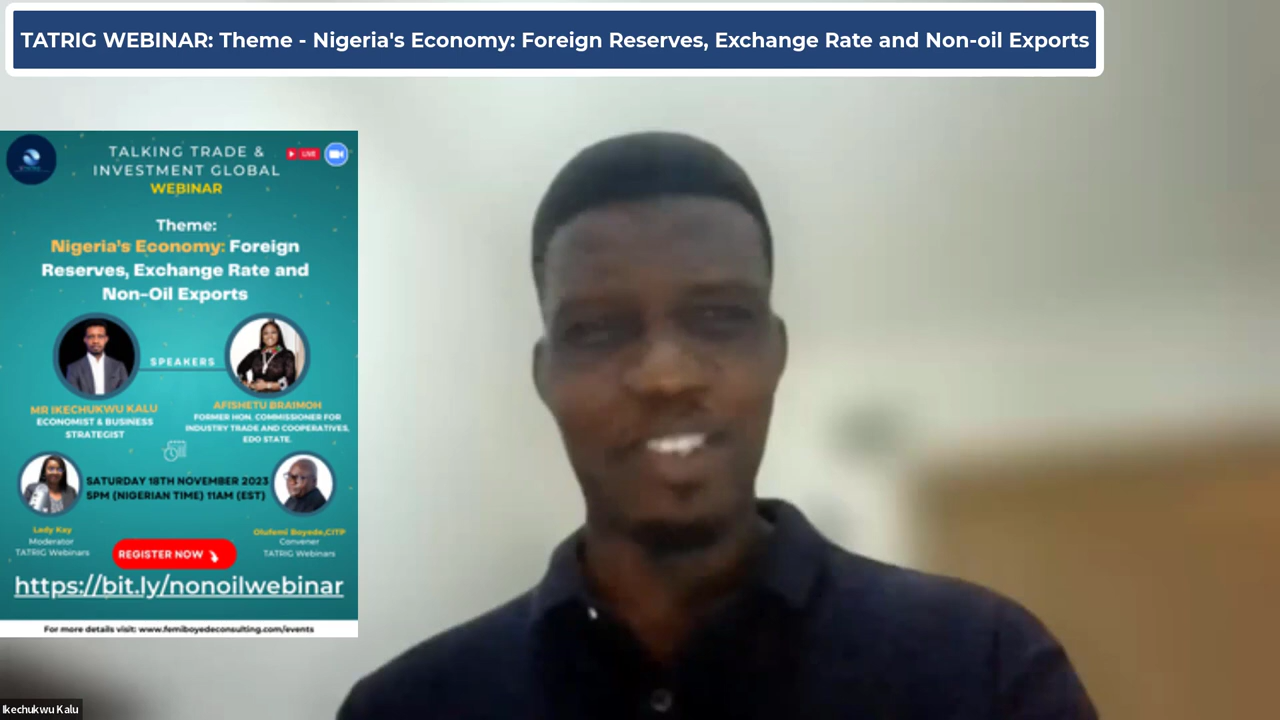 TATRIG WEBINAR: Theme - Nigeria's Economy: Foreign Reserves, Exchange Rate and Non-oil Exports
TALKING TRADE &
INVESTMENT GLOBAL
WEBINAR
LIVE
Theme:
Nigeria's Economy: Foreign
Reserves, Exchange Rate and
Non-Oil Exports
SPEAKERS
MR IKECHUKWU KALU
ECONOMIST & BUSINESS
STRATEGIST
AFISHETU BRAIMOH
FORMER HON. COMMISSIONER FOR
INDUSTRY TRADE AND COOPERATIVES,
EDO STATE.
SATURDAY 18TH NOVEMBER 2023
5PM (NIGERIAN TIME) 11AM (EST)
Lady Kay
Moderator
TATRIG Webinars
Olufemi Boyede,CITP
Convener
TATRIG Webinars
REGISTER NOW
https://bit.ly/nonoilwebinar
For more details visit: www.femiboyedeconsulting.com/events
Ikechukwu Kalu